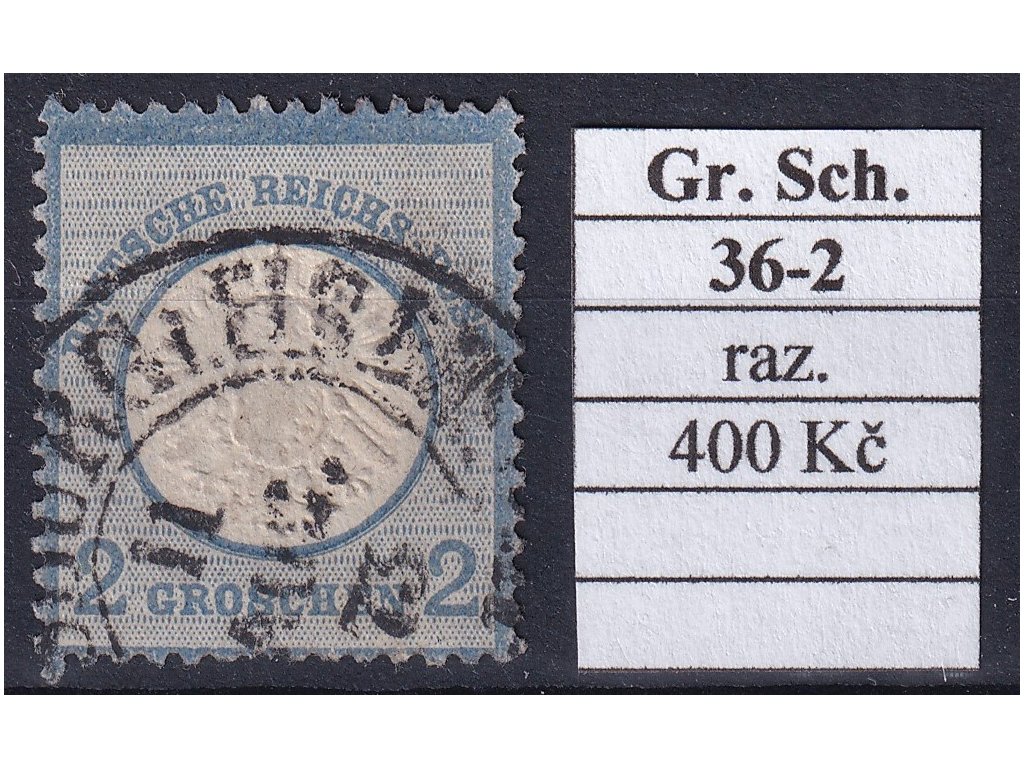 DEUTSCHE REICHS-POST
2 GROSCHEN 2
Gr. Sch.
36-2
raz.
400 Kč